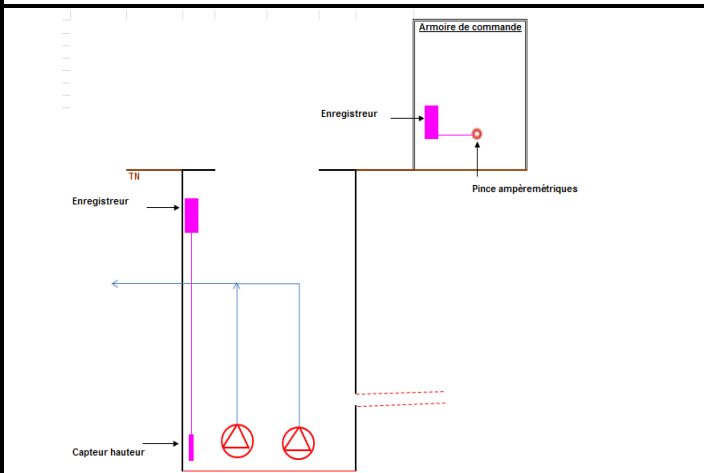 Armoire de commande
Enregistreur
TN
Pince ampèremétriques
Enregistreur
Capteur hauteur